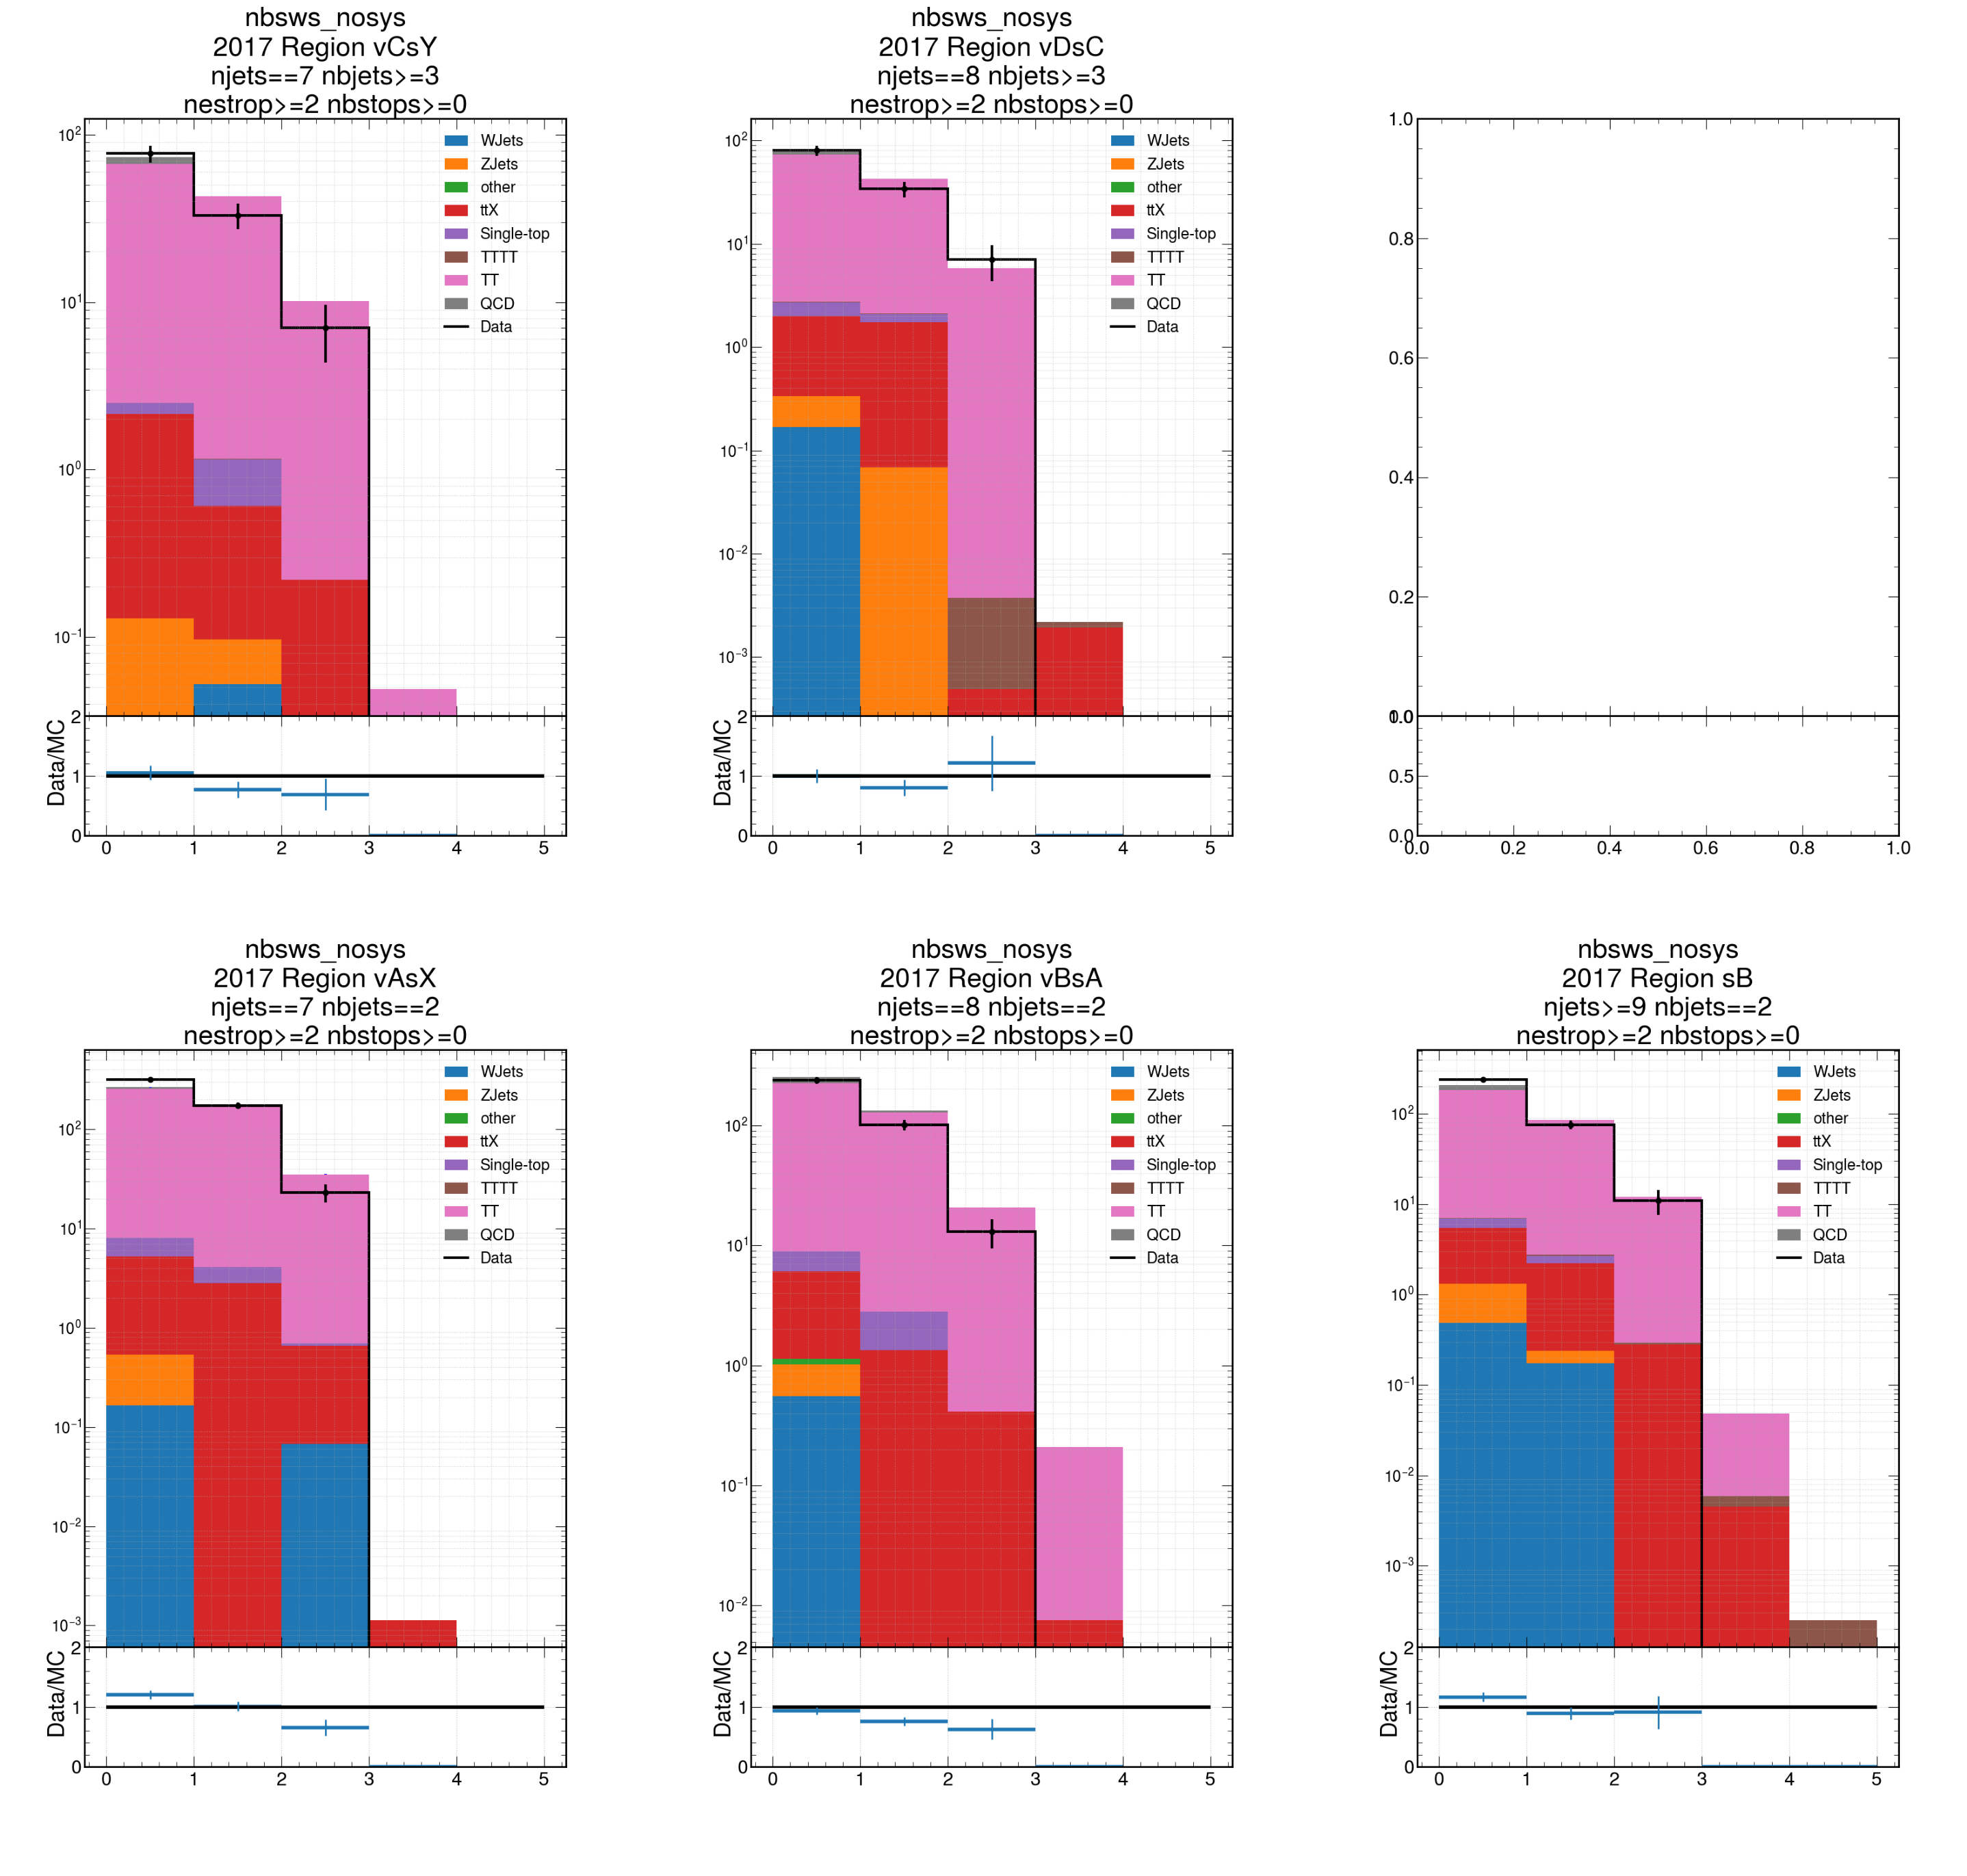 nbsws_nosys
2017 Region vCsY
njets==7 nbjets>=3
nestrop>=2 nbstops>=0
10²
10¹
10⁰
10⁻¹
WJets
ZJets
other
ttX
Single-top
TTTT
TT
QCD
Data
Data/MC
2
1
0
0 1 2 3 4 5
nbsws_nosys
2017 Region vDsC
njets==8 nbjets>=3
nestrop>=2 nbstops>=0
10²
10¹
10⁰
10⁻¹
10⁻²
10⁻³
WJets
ZJets
other
ttX
Single-top
TTTT
TT
QCD
Data
Data/MC
2
1
0
0 1 2 3 4 5
1.0
0.8
0.6
0.4
0.2
0.0
1.0
0.5
0.0
0.0 0.2 0.4 0.6 0.8 1.0
nbsws_nosys
2017 Region vAsX
njets==7 nbjets==2
nestrop>=2 nbstops>=0
10²
10¹
10⁰
10⁻¹
10⁻²
10⁻³
WJets
ZJets
other
ttX
Single-top
TTTT
TT
QCD
Data
Data/MC
2
1
0
0 1 2 3 4 5
nbsws_nosys
2017 Region vBsA
njets==8 nbjets==2
nestrop>=2 nbstops>=0
10²
10¹
10⁰
10⁻¹
10⁻²
WJets
ZJets
other
ttX
Single-top
TTTT
TT
QCD
Data
Data/MC
2
1
0
0 1 2 3 4 5
nbsws_nosys
2017 Region sB
njets>=9 nbjets==2
nestrop>=2 nbstops>=0
10²
10¹
10⁰
10⁻¹
10⁻²
10⁻³
WJets
ZJets
other
ttX
Single-top
TTTT
TT
QCD
Data
Data/MC
2
1
0
0 1 2 3 4 5